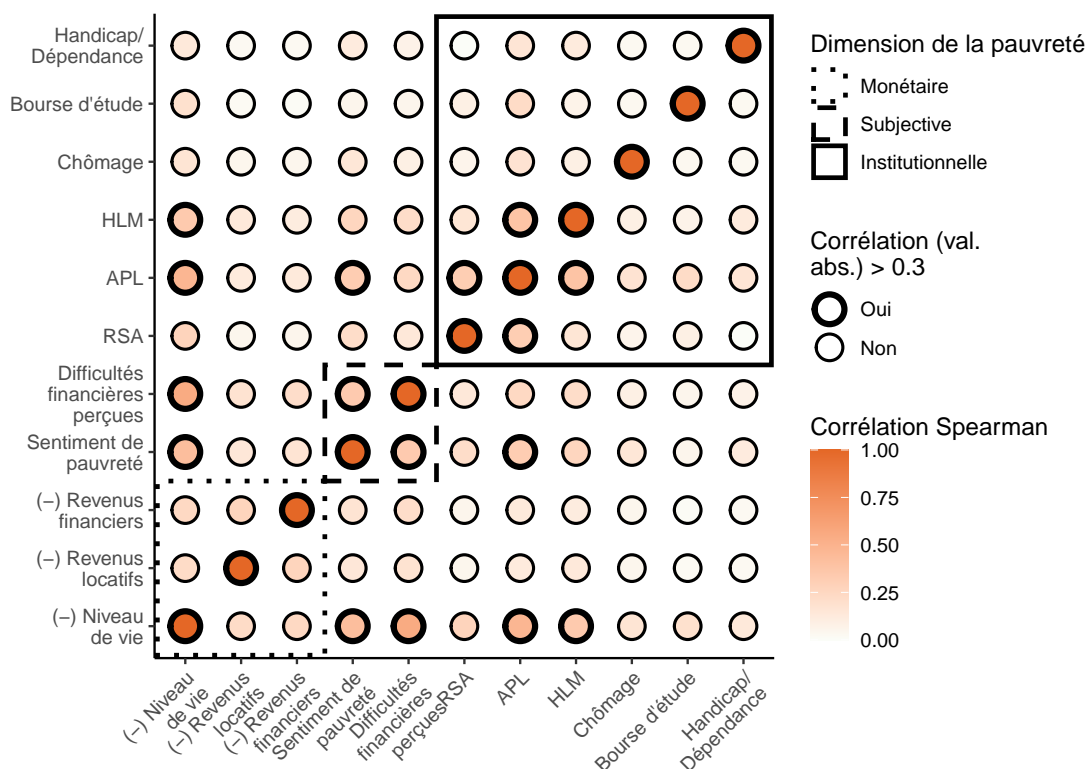 Handicap/
Dépendance
Bourse d'étude
Chômage
HLM
APL
RSA
Difficultés
financières
perçues
Sentiment de
pauvreté
(−) Revenus
financiers
(−) Revenus
locatifs
(−) Niveau
de vie
(−) Niveau
de vie
(−) Revenus
locatifs
(−) Revenus
financiers
Sentiment de
pauvreté
Difficultés
financières
perçues
RSA
APL
HLM
Chômage
Bourse d'étude
Handicap/
Dépendance
Dimension de la pauvreté
Monétaire
Subjective
Institutionnelle
Corrélation (val.
abs.) > 0.3
Oui
Non
Corrélation Spearman
1.00
0.75
0.50
0.25
0.00